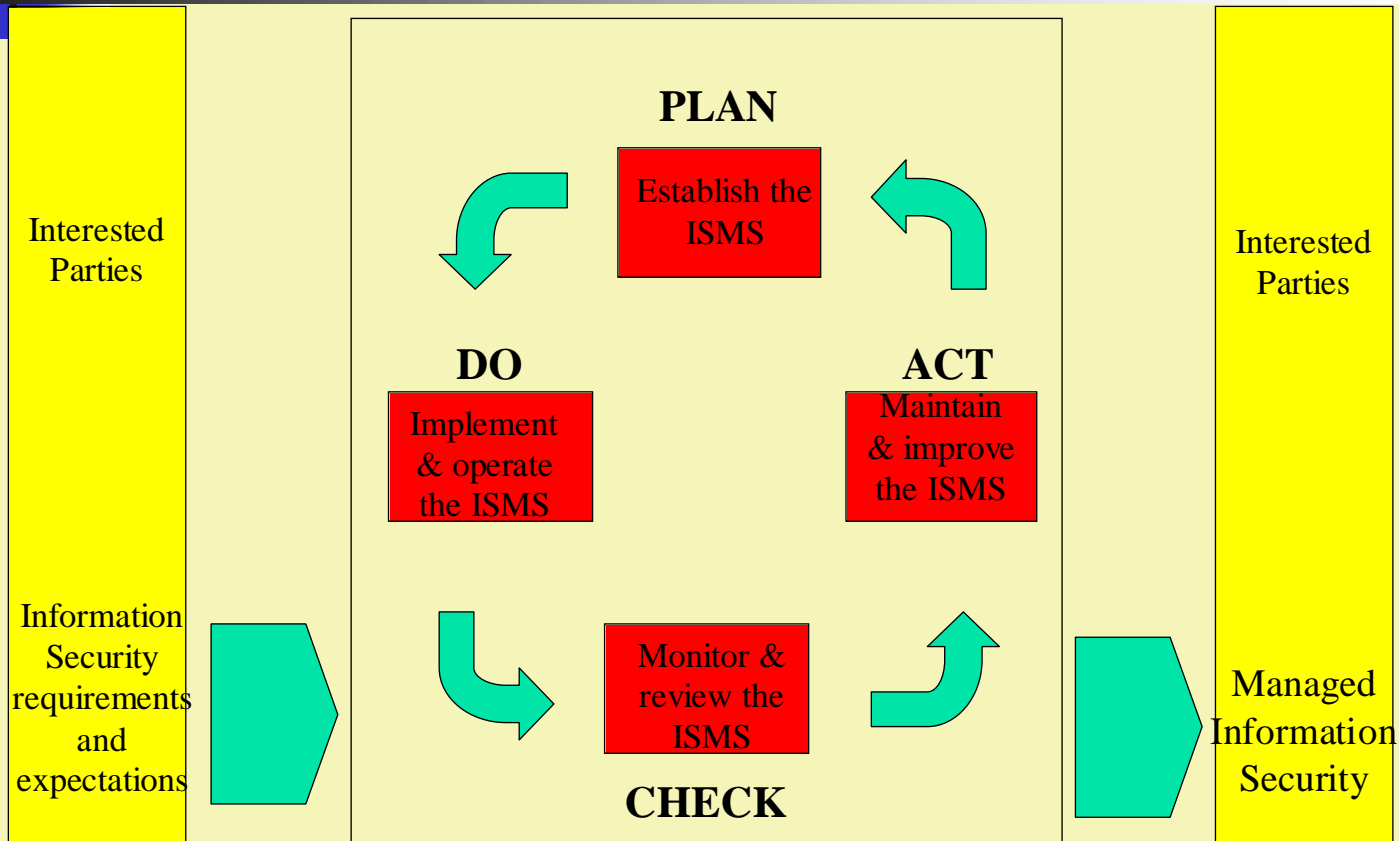 Interested
Parties
Information
Security
requirements
and
expectations
PLAN
Establish the
ISMS
DO
Implement
& operate
the ISMS
ACT
Maintain
& improve
the ISMS
Monitor &
review the
ISMS
CHECK
Interested
Parties
Managed
Information
Security